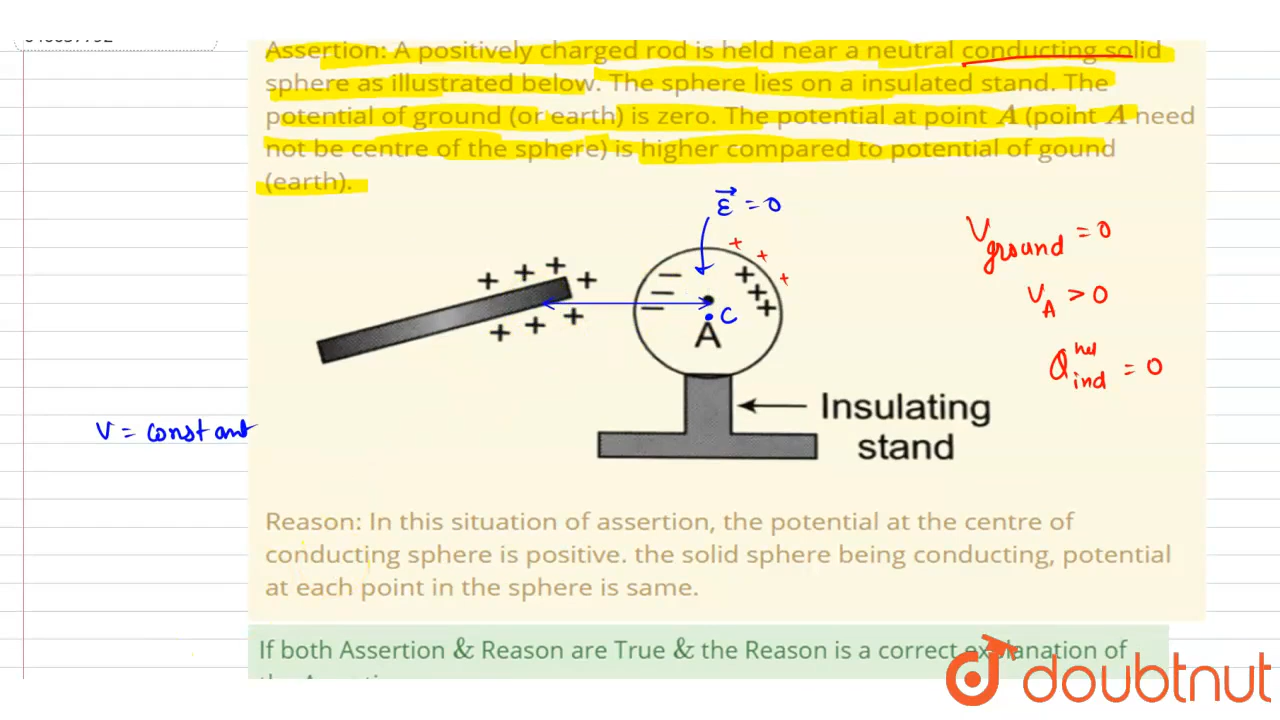 Assertion: A positively charged rod is held near a neutral conducting solid
sphere as illustrated below. The sphere lies on a insulated stand. The
potential of ground (or earth) is zero. The potential at point A (point A need
not be centre of the sphere) is higher compared to potential of gound
(earth).
ε⃗ = 0
V ground = 0
V A > 0
Q net ind = 0
+ + + +
+ + +
+ + +
− − −
+ + +
C
A
Insulating
stand
V = constant
Reason: In this situation of assertion, the potential at the centre of
conducting sphere is positive. the solid sphere being conducting, potential
at each point in the sphere is same.
If both Assertion & Reason are True & the Reason is a correct explanation of
doubtnut